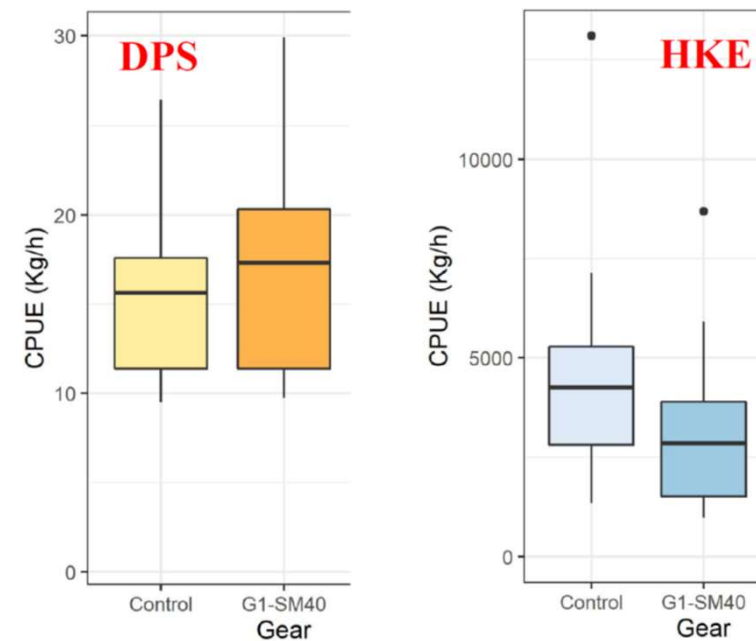 DPS
30
20
10
0
CPUE (Kg/h)
Control G1-SM40
Gear
HKE
10000
5000
0
CPUE (Kg/h)
Control G1-SM40
Gear